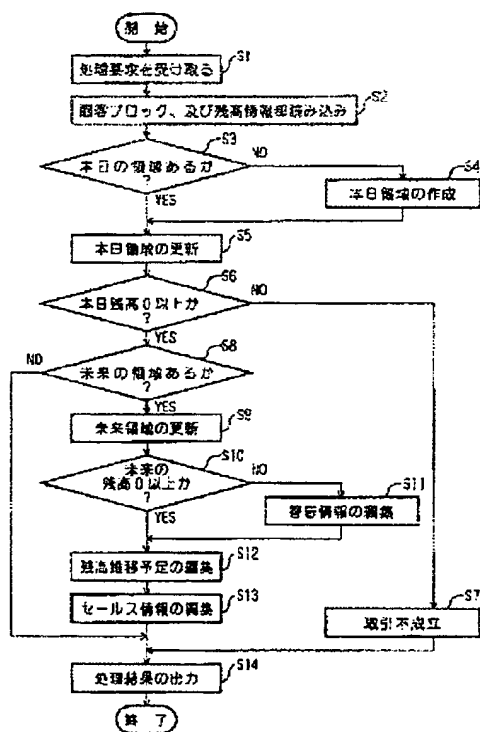 開 始
S1
処理要求を受け取る
S2
顧客ブロック、及び残高情報等読み込み
S3
本日の領域あるか
?
NO
YES
S4
本日領域の作成
S5
本日領域の更新
S6
本日残高0以上か
?
NO
YES
S8
未来の領域あるか
?
NO
YES
S9
未来領域の更新
S10
未来の
残高0以上か
?
NO
YES
S11
警告情報の編集
S12
残高推移予定の編集
S13
セールス情報の編集
S7
取引不成立
S14
処理結果の出力
終 了